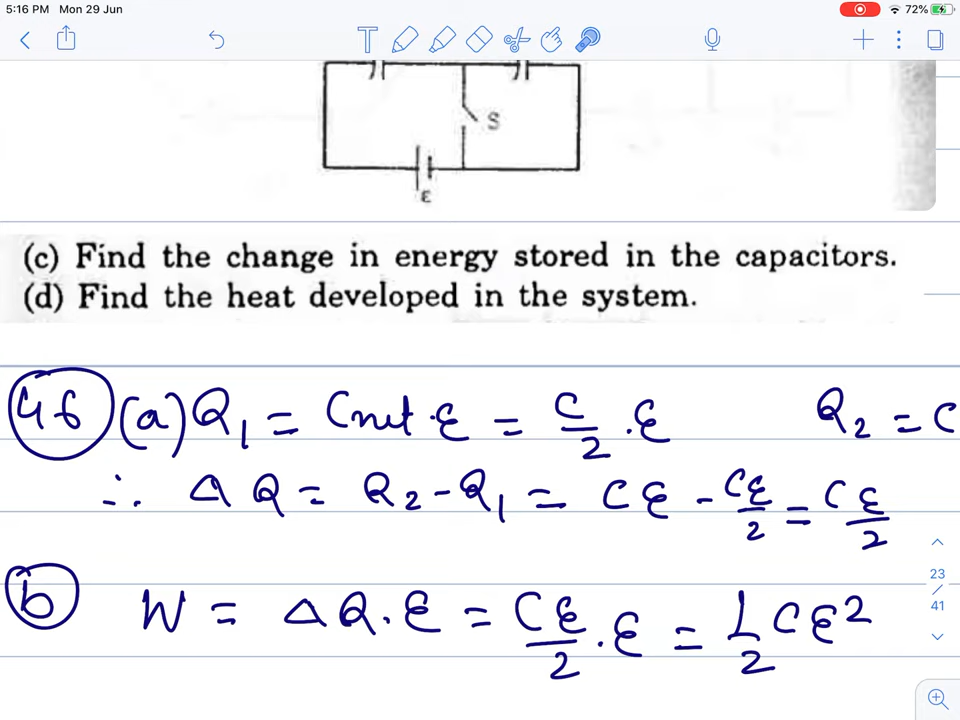 5:16 PM Mon 29 Jun 72%
T
S
ε
(c) Find the change in energy stored in the capacitors.
(d) Find the heat developed in the system.
46 (a) Q₁ = Cnet · ε = C/2 · ε Q₂ = C
∴ ΔQ = Q₂ - Q₁ = Cε - Cε/2 = Cε/2
b W = ΔQ · ε = Cε/2 · ε = 1/2 Cε²
23
/
41